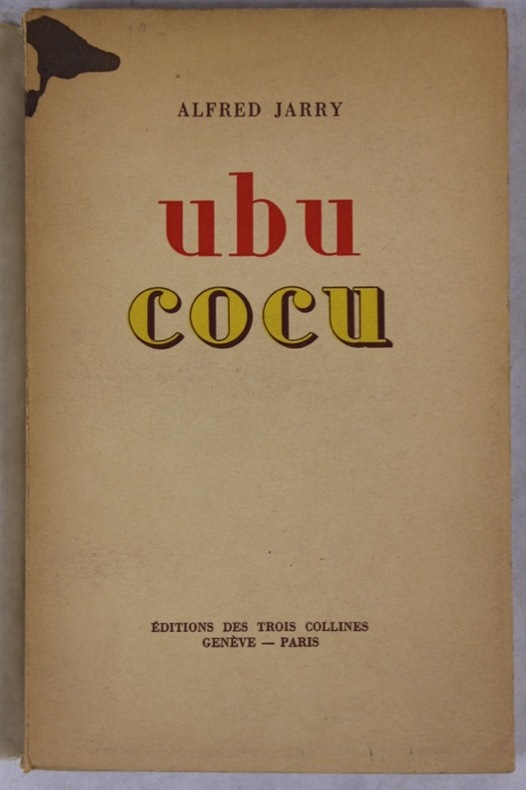 ALFRED JARRY
ubu
cocu
ÉDITIONS DES TROIS COLLINES
GENÈVE — PARIS